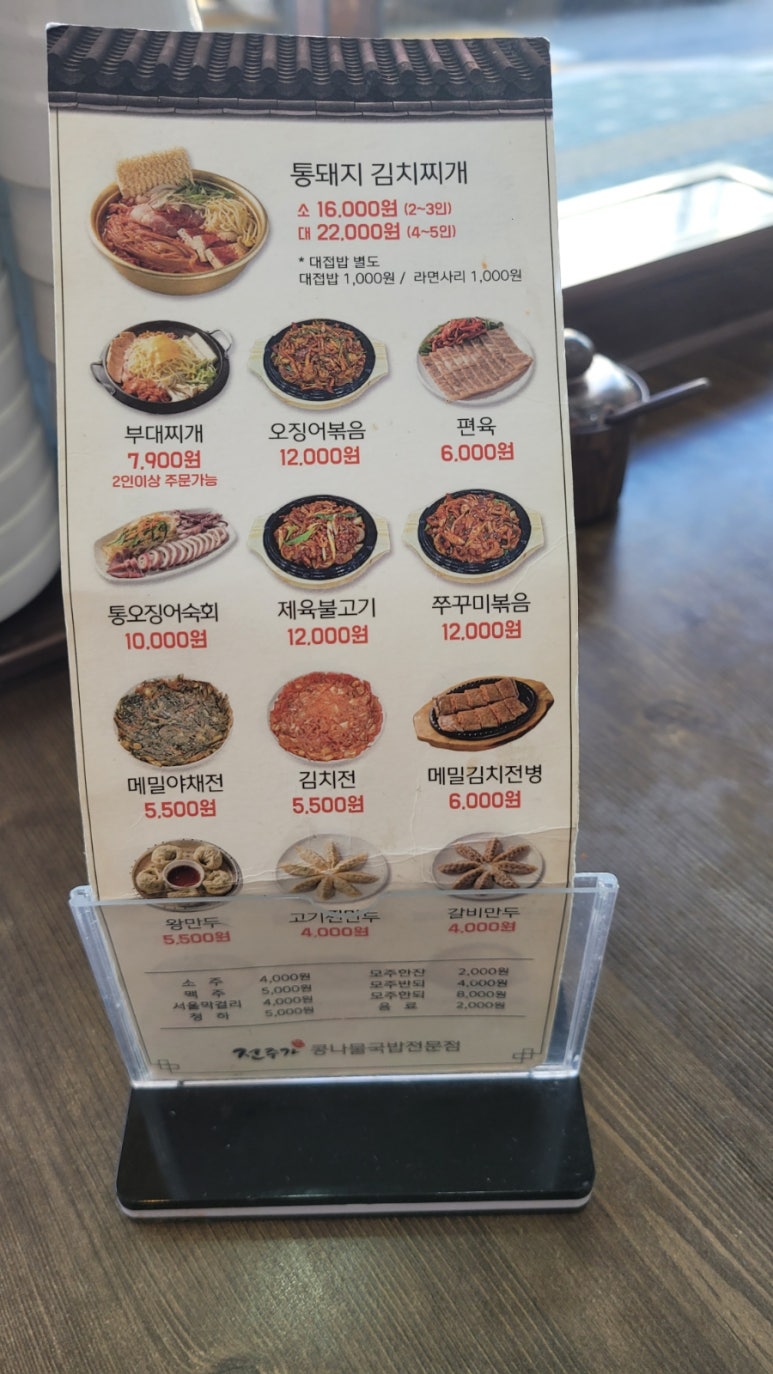 통돼지 김치찌개
소 16.000원 (2~3인)
대 22.000원 (4~5인)
* 대접밥 별도
대접밥 1,000원 / 라면사리 1,000원
부대찌개
7.900원
2인이상 주문가능
오징어볶음
12.000원
편육
6.000원
통오징어숙회
10.000원
제육불고기
12.000원
쭈꾸미볶음
12.000원
메밀야채전
5.500원
김치전
5.500원
메밀김치전병
6.000원
왕만두
5.500원
4.000원
갈비만두
4.000원
소 주 4,000원
맥 주 5,000원
서울막걸리 4,000원
청 하 5,000원
모주한잔 2,000원
모주반되 4,000원
모주한되 8,000원
음 료 2,000원
전주가 콩나물국밥전문점